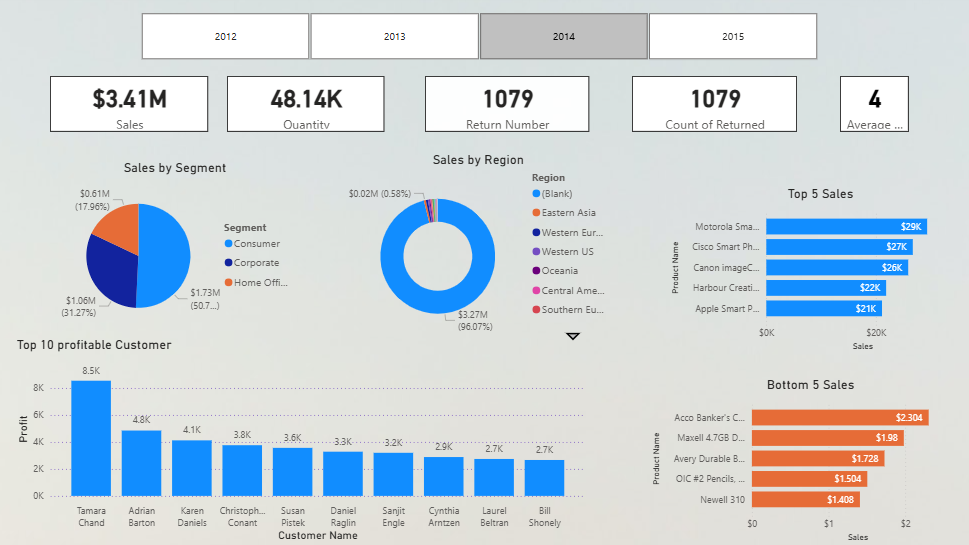 2012
2013
2014
2015
$3.41M
Sales
48.14K
Quantity
1079
Return Number
1079
Count of Returned
4
Average ...
Sales by Segment
$0.61M
(17.96%)
$1.06M
(31.27%)
$1.73M
(50.7...)
Segment
Consumer
Corporate
Home Offi...
Sales by Region
$0.02M (0.58%)
$3.27M
(96.07%)
Region
(Blank)
Eastern Asia
Western Eur...
Western US
Oceania
Central Ame...
Southern Eu...
Top 5 Sales
Product Name
Motorola Sma...
$29K
Cisco Smart Ph...
$27K
Canon imageC...
$26K
Harbour Creati...
$22K
Apple Smart P...
$21K
$0K
$20K
Sales
Top 10 profitable Customer
Profit
8K
6K
4K
2K
0K
8.5K
4.8K
4.1K
3.8K
3.6K
3.3K
3.2K
2.9K
2.7K
2.7K
Tamara
Chand
Adrian
Barton
Karen
Daniels
Christoph...
Conant
Susan
Pistek
Daniel
Raglin
Sanjit
Engle
Cynthia
Arntzen
Laurel
Beltran
Bill
Shonely
Customer Name
Bottom 5 Sales
Product Name
Acco Banker's C...
$2.304
Maxell 4.7GB D...
$1.98
Avery Durable B...
$1.728
OIC #2 Pencils, ...
$1.504
Newell 310
$1.408
$0
$1
$2
Sales